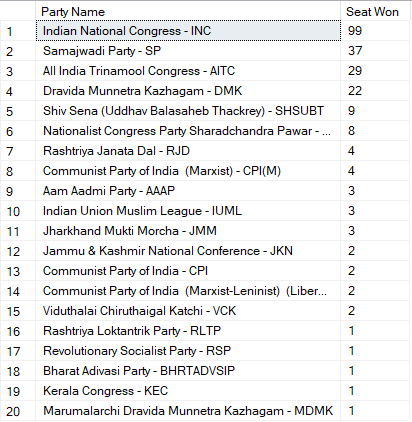 Party Name Seat Won
1 Indian National Congress - INC 99
2 Samajwadi Party - SP 37
3 All India Trinamool Congress - AITC 29
4 Dravida Munnetra Kazhagam - DMK 22
5 Shiv Sena (Uddhav Balasaheb Thackrey) - SHSUBT 9
6 Nationalist Congress Party Sharadchandra Pawar - ... 8
7 Rashtriya Janata Dal - RJD 4
8 Communist Party of India (Marxist) - CPI(M) 4
9 Aam Aadmi Party - AAAP 3
10 Indian Union Muslim League - IUML 3
11 Jharkhand Mukti Morcha - JMM 3
12 Jammu & Kashmir National Conference - JKN 2
13 Communist Party of India - CPI 2
14 Communist Party of India (Marxist-Leninist) (Liber... 2
15 Viduthalai Chiruthaigal Katchi - VCK 2
16 Rashtriya Loktantrik Party - RLTP 1
17 Revolutionary Socialist Party - RSP 1
18 Bharat Adivasi Party - BHRTADVSIP 1
19 Kerala Congress - KEC 1
20 Marumalarchi Dravida Munnetra Kazhagam - MDMK 1